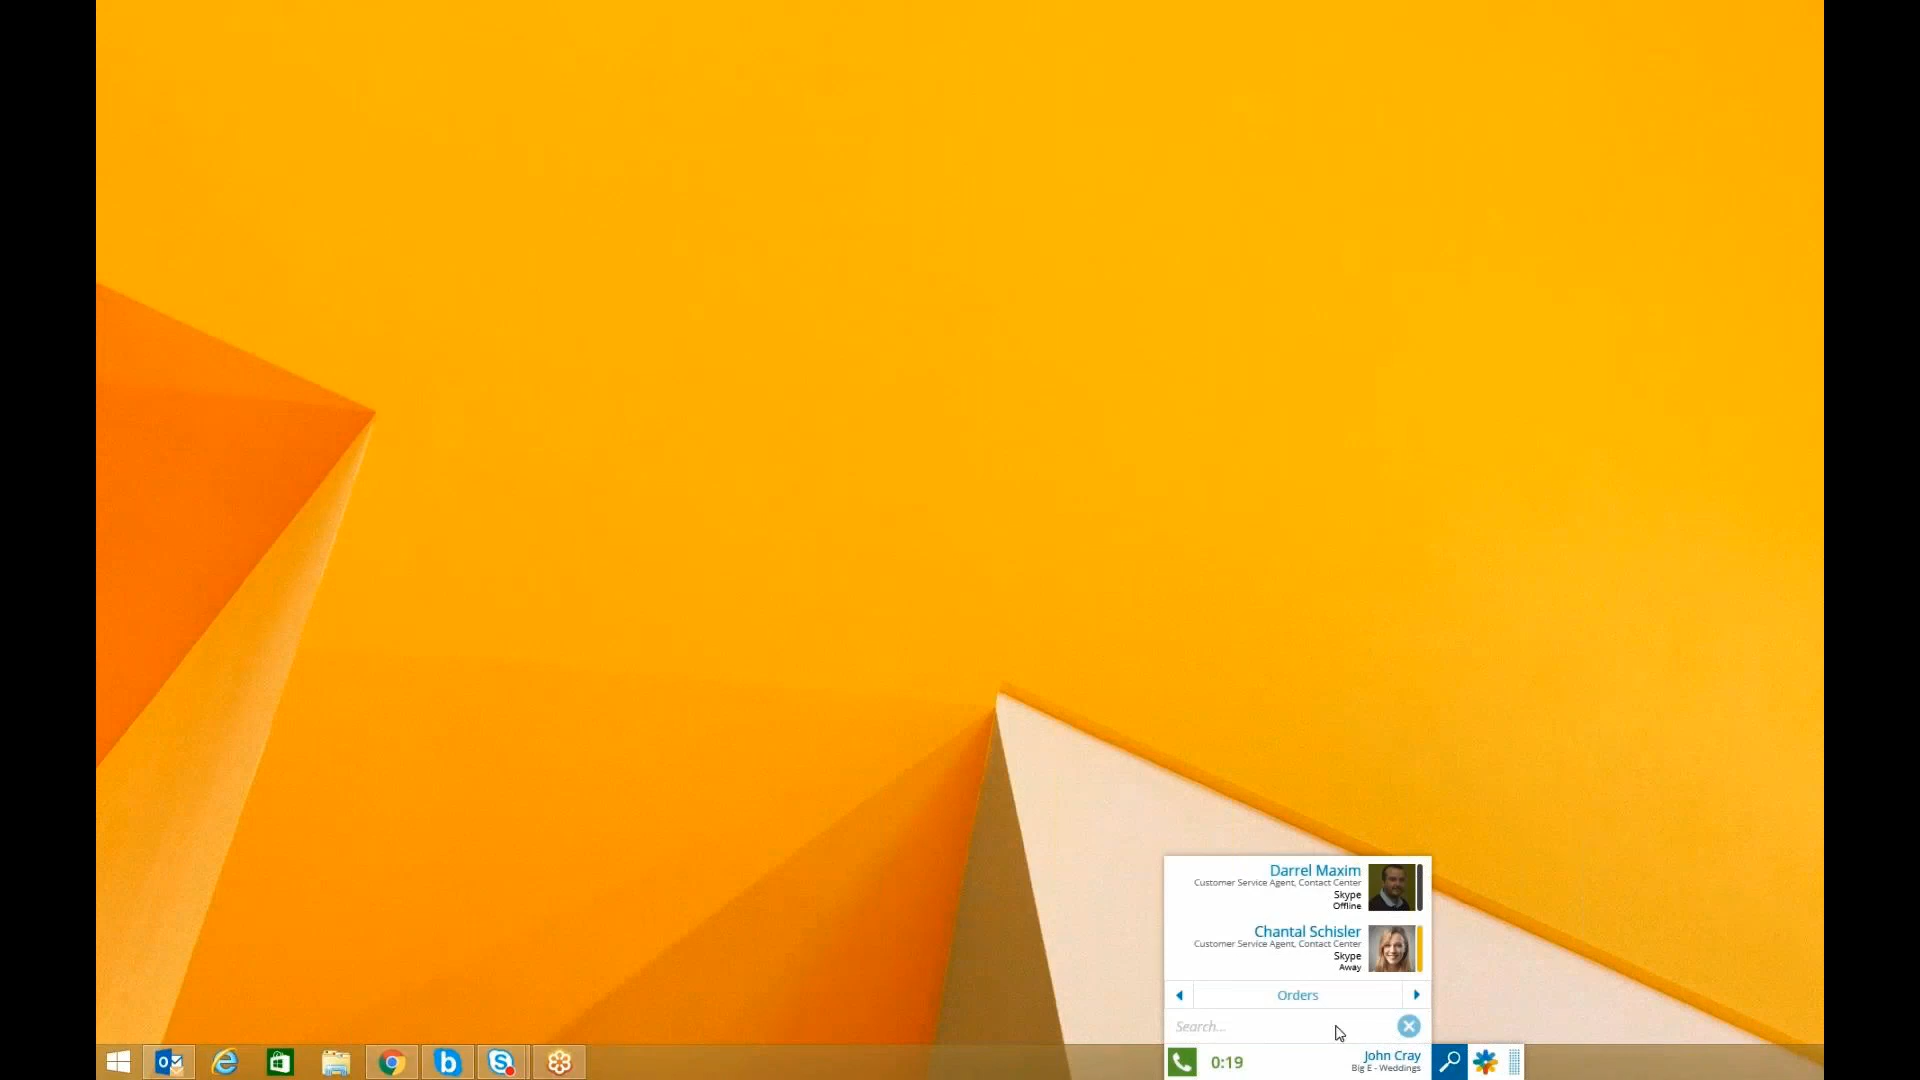 Darrel Maxim
Customer Service Agent, Contact Center
Skype
Offline
Chantal Schisler
Customer Service Agent, Contact Center
Skype
Away
Orders
Search...
0:19
John Cray
Big E - Weddings